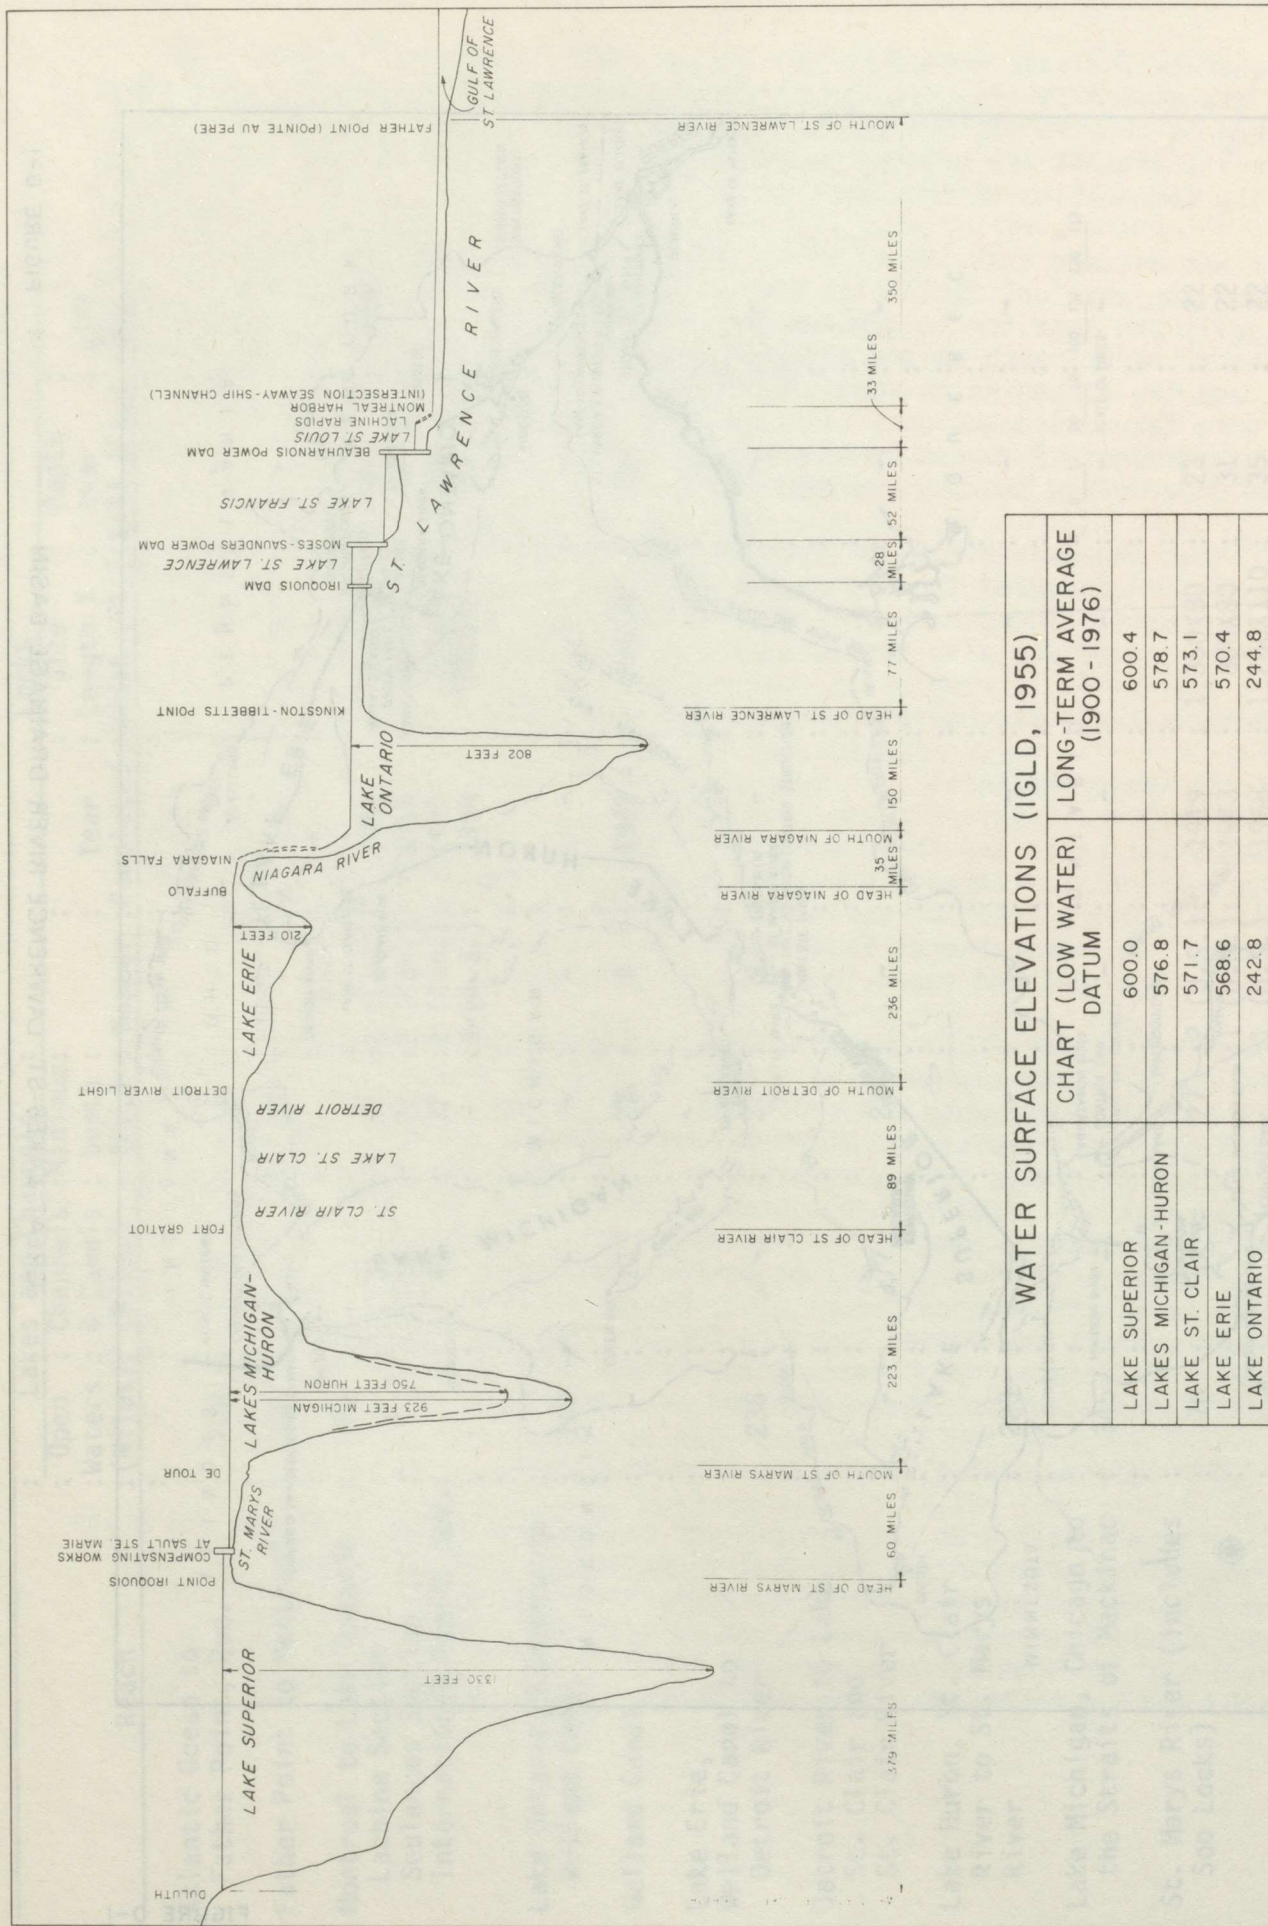 DULUTH
POINT IROQUOIS
COMPENSATING WORKS
AT SAULT STE. MARIE
DE TOUR
FORT GRATIOT
DETROIT RIVER LIGHT
BUFFALO
NIAGARA FALLS
KINGSTON-TIBBETTS POINT
IROQUOIS DAM
LAKE ST. LAWRENCE
MOSES-SAUNDERS POWER DAM
LAKE ST. FRANCIS
BEAUHARNOIS POWER DAM
LAKE ST. LOUIS
LACHINE RAPIDS
MONTREAL HARBOR
(INTERSECTION SEAWAY-SHIP CHANNEL)
FATHER POINT (POINTE AU PERE)
GULF OF
ST. LAWRENCE
LAKE SUPERIOR
1330 FEET
ST. MARYS
RIVER
LAKES MICHIGAN-
HURON
923 FEET MICHIGAN
750 FEET HURON
ST. CLAIR RIVER
LAKE ST. CLAIR
DETROIT RIVER
LAKE ERIE
210 FEET
NIAGARA RIVER
LAKE
ONTARIO
802 FEET
ST. LAWRENCE RIVER
HEAD OF ST. MARYS RIVER
MOUTH OF ST. MARYS RIVER
HEAD OF ST. CLAIR RIVER
MOUTH OF DETROIT RIVER
HEAD OF NIAGARA RIVER
MOUTH OF NIAGARA RIVER
HEAD OF ST. LAWRENCE RIVER
MOUTH OF ST. LAWRENCE RIVER
379 MILES
60 MILES
223 MILES
89 MILES
236 MILES
35
MILES
150 MILES
77 MILES
28
MILES
52 MILES
33 MILES
350 MILES
WATER SURFACE ELEVATIONS (IGLD, 1955)
CHART (LOW WATER)
DATUM
LONG-TERM AVERAGE
(1900-1976)
LAKE SUPERIOR 600.0 600.4
LAKES MICHIGAN-HURON 576.8 578.7
LAKE ST. CLAIR 571.7 573.1
LAKE ERIE 568.6 570.4
LAKE ONTARIO 242.8 244.8